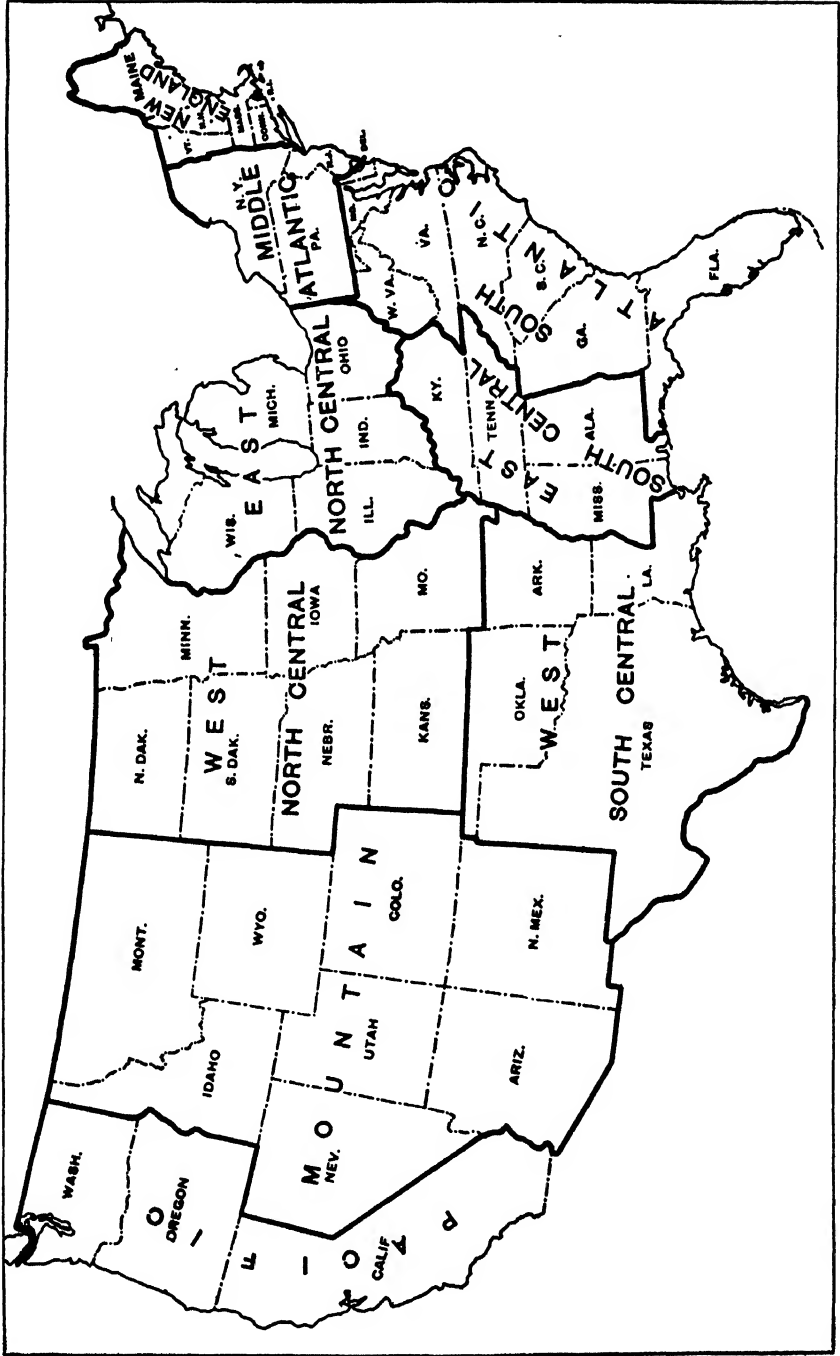 WASH.
OREGON
CALIF
PACIFIC
MOUNTAIN
MONT.
IDAHO
WYO.
NEV.
UTAH
COLO.
ARIZ.
N. MEX.
WEST
NORTH CENTRAL
N. DAK.
S. DAK.
MINN.
NEBR.
IOWA
KANS.
MO.
WEST
SOUTH CENTRAL
OKLA.
ARK.
TEXAS
LA.
EAST
NORTH CENTRAL
WIS.
MICH.
ILL.
IND.
OHIO
EAST
SOUTH CENTRAL
KY.
TENN.
MISS.
ALA.
SOUTH
ATLANTIC
DEL.
W. VA.
VA.
N.C.
S.C.
GA.
FLA.
MIDDLE
ATLANTIC
N.Y.
PA.
N.J.
NEW
ENGLAND
MAINE
VT.
MASS.
CONN.
R.I.